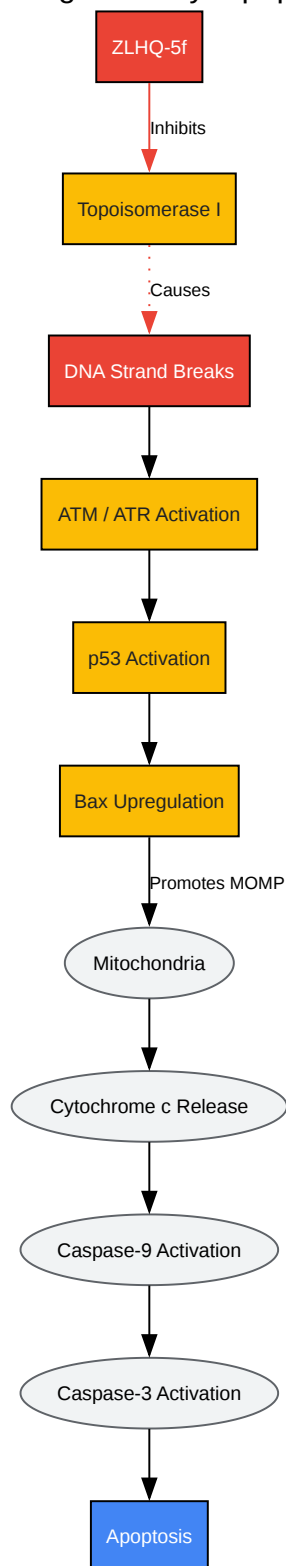 ZLHQ-5f
Inhibits
Topoisomerase I
Causes
DNA Strand Breaks
ATM / ATR Activation
p53 Activation
Bax Upregulation
Promotes MOMP
Mitochondria
Cytochrome c Release
Caspase-9 Activation
Caspase-3 Activation
Apoptosis